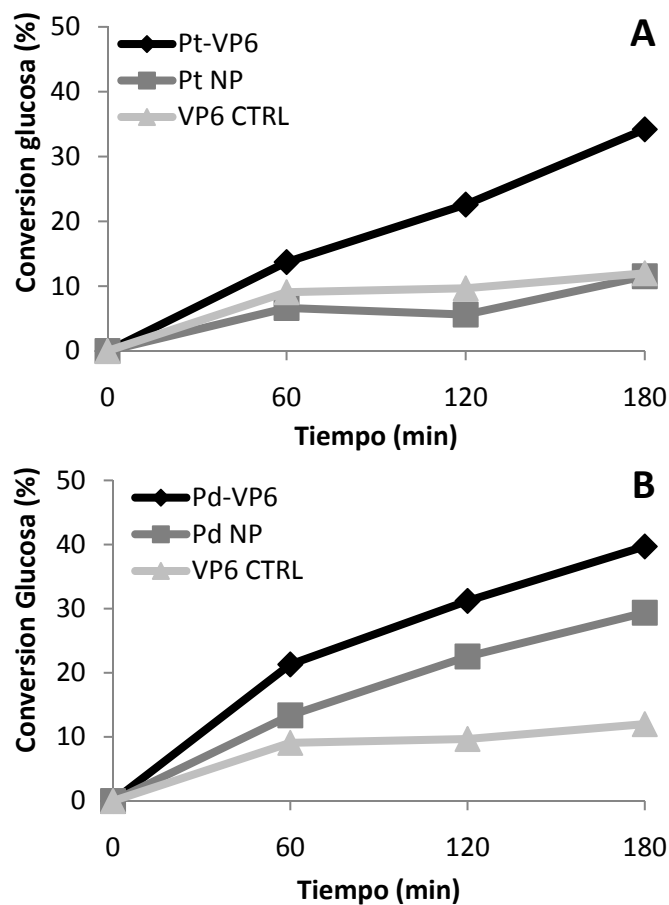 A
Pt-VP6
Pt NP
VP6 CTRL
Conversion glucosa (%)
50
40
30
20
10
0
0 60 120 180
Tiempo (min)
B
Pd-VP6
Pd NP
VP6 CTRL
Conversion Glucosa (%)
50
40
30
20
10
0
0 60 120 180
Tiempo (min)